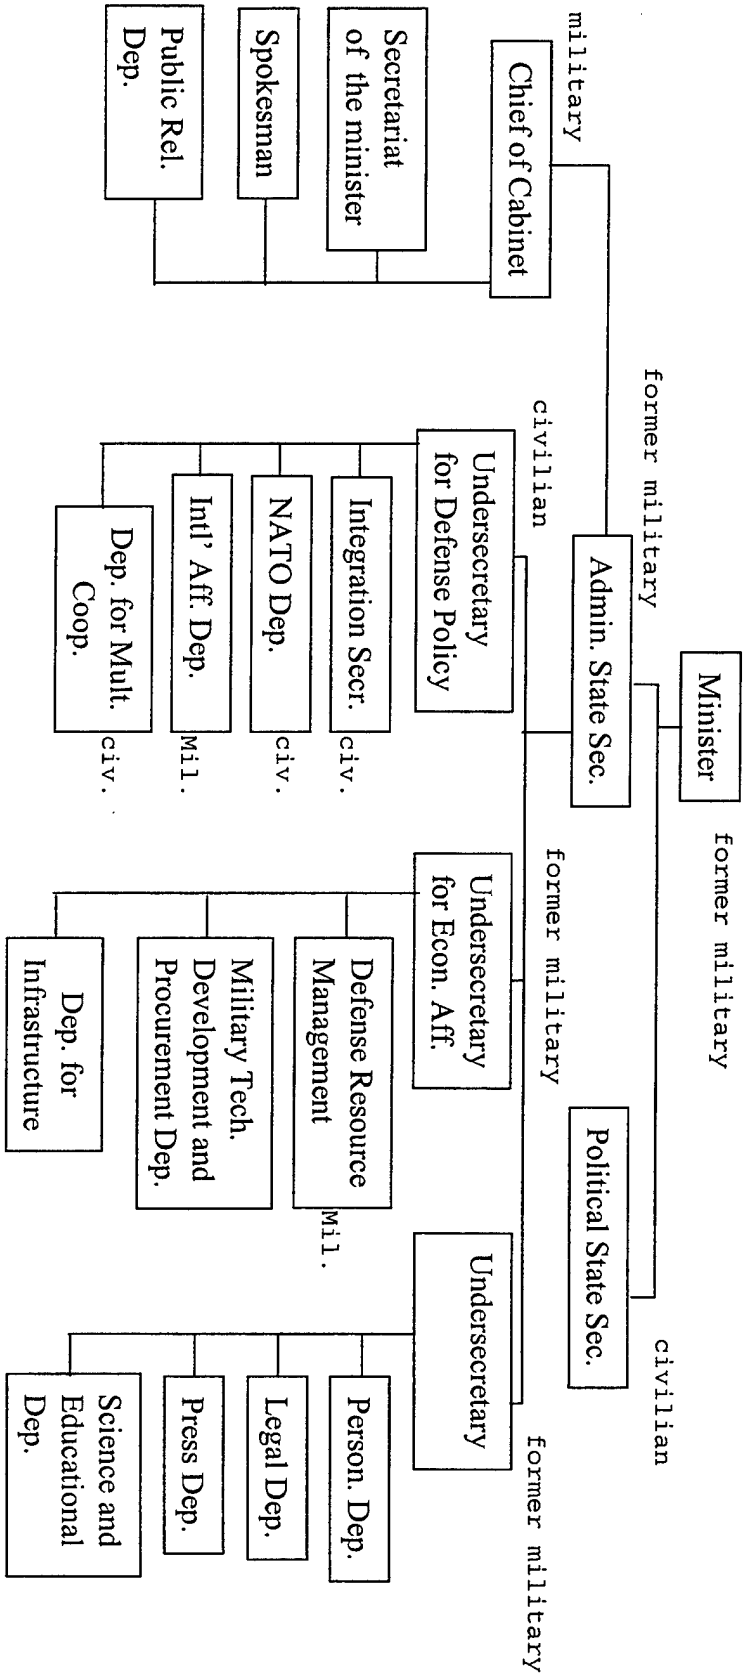 Minister
former military
former military
Admin. State Sec.
Political State Sec.
civilian
military
Chief of Cabinet
Secretariat
of the minister
Spokesman
Public Rel.
Dep.
civilian
Undersecretary
for Defense Policy
Integration Secr.
civ.
NATO Dep.
civ.
Intl' Aff. Dep.
Mil.
Dep. for Mult.
Coop.
civ.
former military
Undersecretary
for Econ. Aff.
Defense Resource
Management
Mil.
Military Tech.
Development and
Procurement Dep.
Dep. for
Infrastructure
former military
Undersecretary
Person. Dep.
Legal Dep.
Press Dep.
Science and
Educational
Dep.